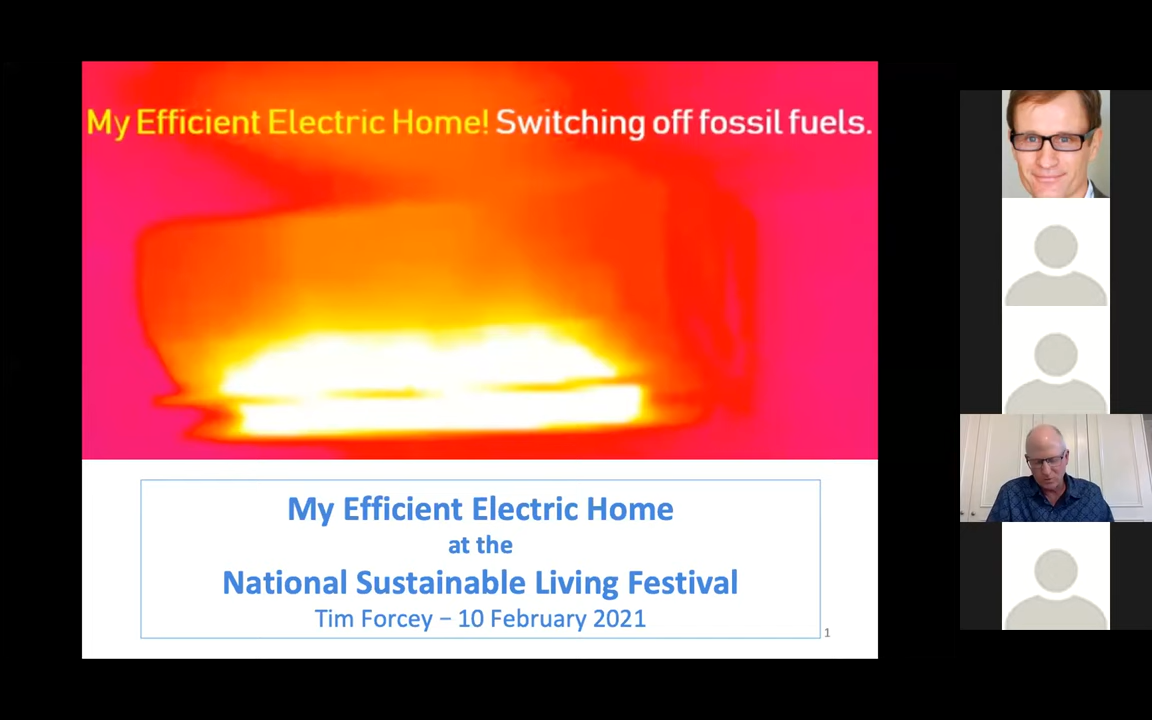 My Efficient Electric Home! Switching off fossil fuels.
My Efficient Electric Home
at the
National Sustainable Living Festival
Tim Forcey – 10 February 2021
1